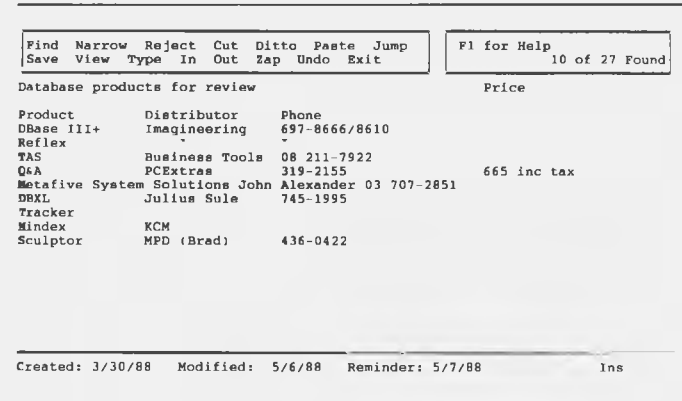 Find Narrow Reject Cut Ditto Paste Jump
Save View Type In Out Zap Undo Exit
F1 for Help
10 of 27 Found
Database products for review Price
Product Distributor Phone
DBase III+ Imagineering 697-8666/8610
Reflex " "
TAS Business Tools 08 211-7922
Q&A PCExtras 319-2155 665 inc tax
Metafive System Solutions John Alexander 03 707-2851
DBXL Julius Sule 745-1995
Tracker
Mindex KCM
Sculptor MPD (Brad) 436-0422
Created: 3/30/88 Modified: 5/6/88 Reminder: 5/7/88 Ins